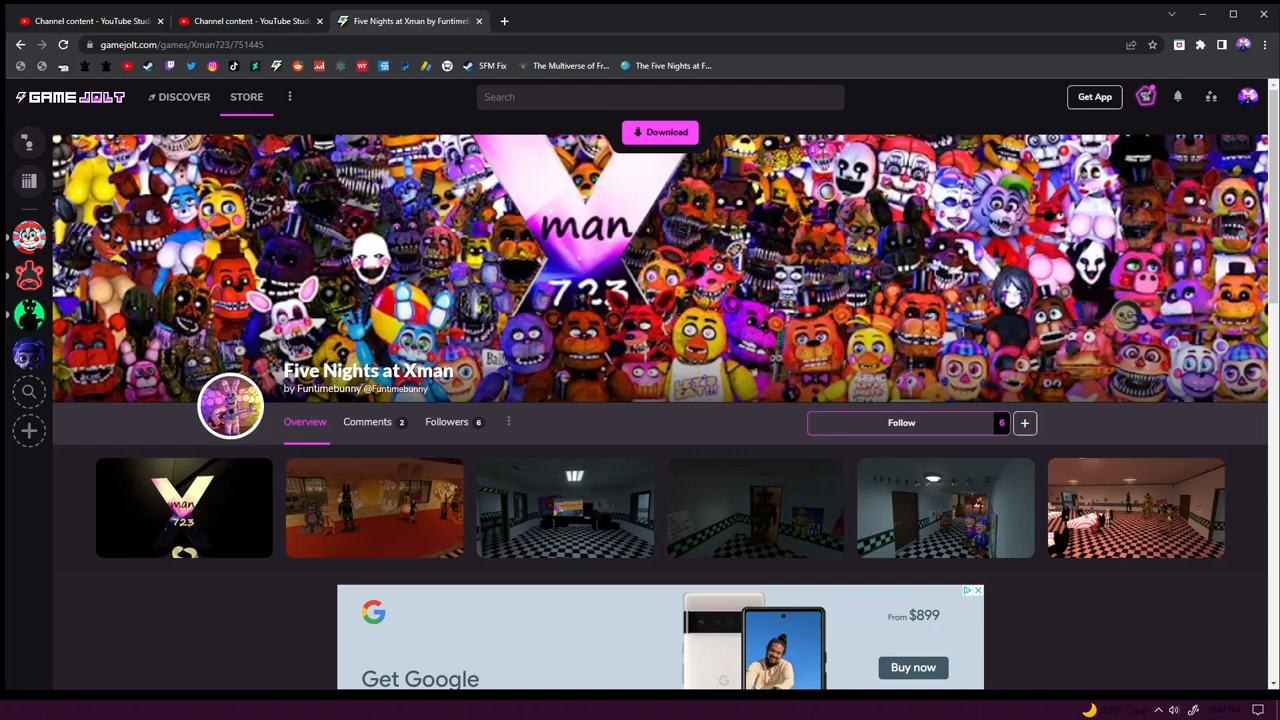 Channel content - YouTube Stud
Channel content - YouTube Stud
Five Nights at Xman by Funtimeb
gamejolt.com/games/Xman723/751445
SFM Fix
The Multiverse of Fr...
The Five Nights at F...
GAME JOLT
DISCOVER
STORE
Search
Get App
Download
X
man
723
LET'S
Five Nights at Xman
by Funtimebunny @Funtimebunny
Overview
Comments 2
Followers 6
Follow
6
man
723
From $899
Get Google
Buy now